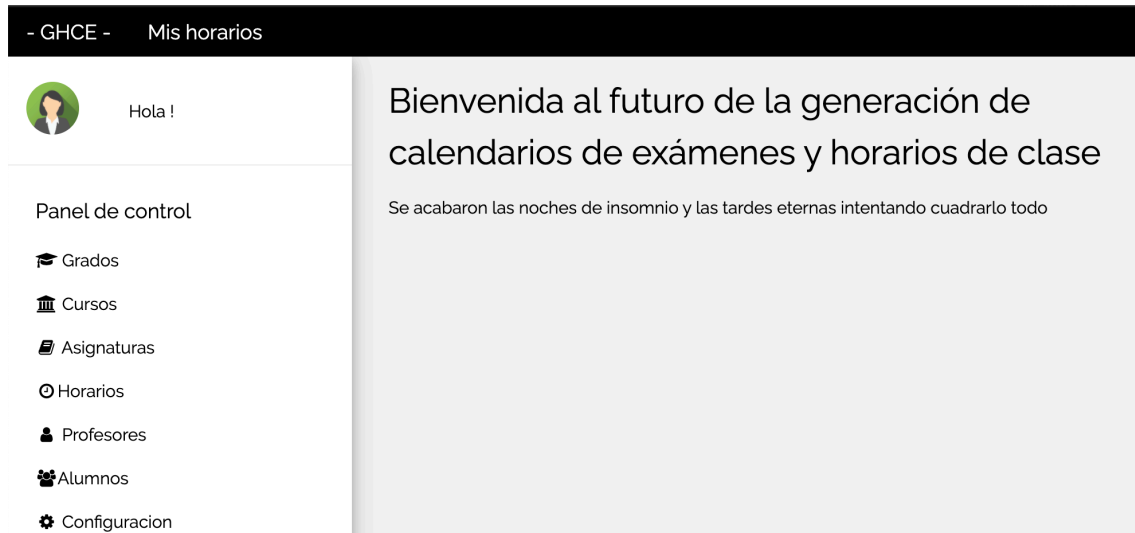 - GHCE - Mis horarios
Hola !
Panel de control
Grados
Cursos
Asignaturas
Horarios
Profesores
Alumnos
Configuracion
Bienvenida al futuro de la generación de
calendarios de exámenes y horarios de clase
Se acabaron las noches de insomnio y las tardes eternas intentando cuadrarlo todo